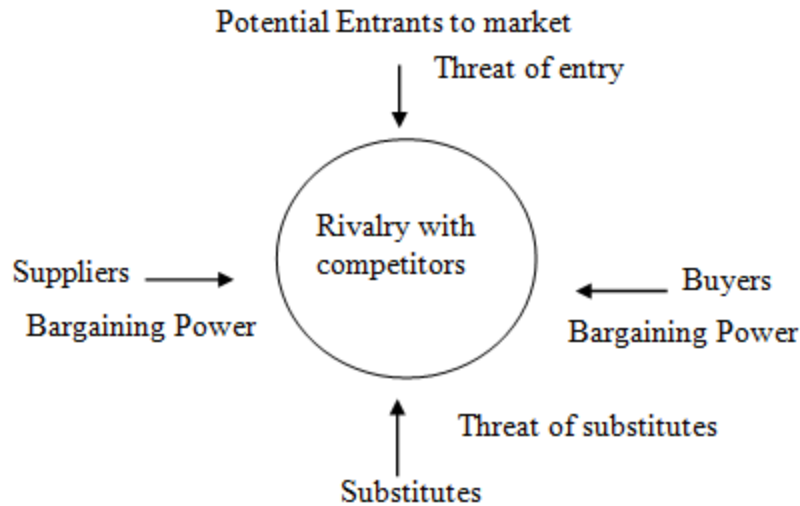 Potential Entrants to market
Threat of entry
Rivalry with
competitors
Suppliers
Bargaining Power
Buyers
Bargaining Power
Threat of substitutes
Substitutes